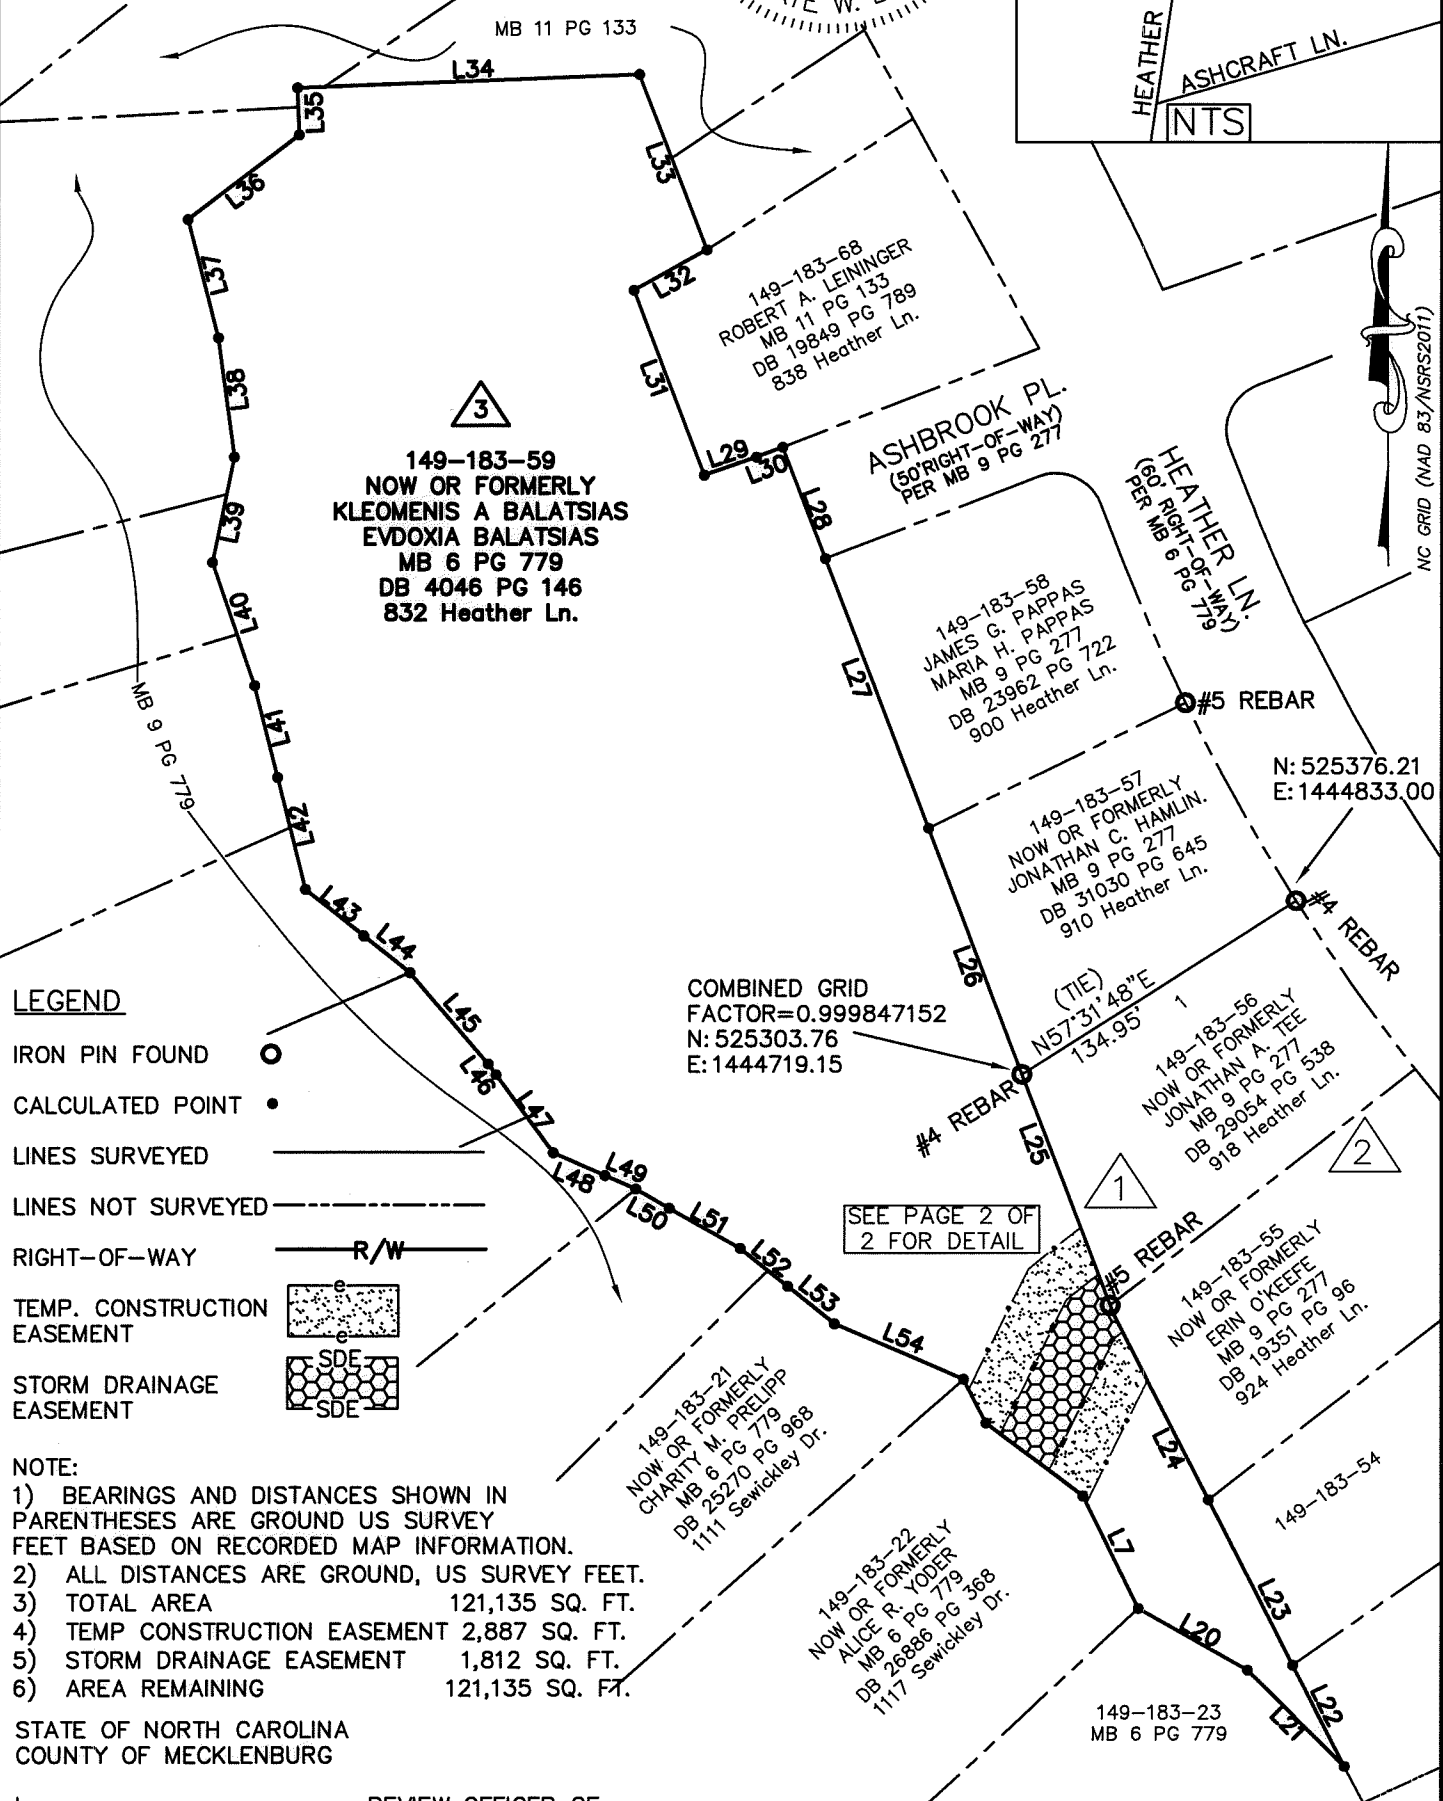 MB 11 PG 133
HEATHER
ASHCRAFT LN.
NTS
L34
L35
L33
L36
L37
L32
149-183-68
ROBERT A. LEININGER
MB 11 PG 133
DB 19849 PG 789
838 Heather Ln.
NC GRID (NAD 83/NSRS2011)
L38
L31
3
149-183-59
NOW OR FORMERLY
KLEOMENIS A BALATSIAS
EVDOXIA BALATSIAS
MB 6 PG 779
DB 4046 PG 146
832 Heather Ln.
L29
L30
L28
ASHBROOK PL.
(50'RIGHT-OF-WAY)
PER MB 9 PG 277
HEATHER LN.
(60' RIGHT-OF-WAY)
PER MB 6 PG 779
L39
L40
L41
L42
MB 9 PG 779
L27
149-183-58
JAMES G. PAPPAS
MARIA H. PAPPAS
MB 9 PG 277
DB 23962 PG 722
900 Heather Ln.
#5 REBAR
N: 525376.21
E: 1444833.00
149-183-57
NOW OR FORMERLY
JONATHAN C. HAMLIN.
MB 9 PG 277
DB 31030 PG 645
910 Heather Ln.
#4 REBAR
L43
L44
L26
COMBINED GRID
FACTOR=0.999847152
N: 525303.76
E: 1444719.15
(TIE)
N57°31'48"E
134.95'
1
149-183-56
NOW OR FORMERLY
JONATHAN A. TEE
MB 9 PG 277
DB 29054 PG 538
918 Heather Ln.
#4 REBAR
L45
L46
L47
L25
2
1
L48
L49
L50
L51
L52
L53
L54
SEE PAGE 2 OF
2 FOR DETAIL
#5 REBAR
149-183-55
NOW OR FORMERLY
ERIN O'KEEFE
MB 9 PG 277
DB 19351 PG 96
924 Heather Ln.
LEGEND
IRON PIN FOUND
CALCULATED POINT
LINES SURVEYED
LINES NOT SURVEYED
RIGHT-OF-WAY R/W
e
TEMP. CONSTRUCTION
EASEMENT
e
SDE
STORM DRAINAGE
EASEMENT
SDE
149-183-21
NOW OR FORMERLY
CHARITY M. PRELIPP
MB 6 PG 779
DB 25270 PG 968
1111 Sewickley Dr.
L24
149-183-54
NOTE:
1) BEARINGS AND DISTANCES SHOWN IN
PARENTHESES ARE GROUND US SURVEY
FEET BASED ON RECORDED MAP INFORMATION.
2) ALL DISTANCES ARE GROUND, US SURVEY FEET.
3) TOTAL AREA 121,135 SQ. FT.
4) TEMP CONSTRUCTION EASEMENT 2,887 SQ. FT.
5) STORM DRAINAGE EASEMENT 1,812 SQ. FT.
6) AREA REMAINING 121,135 SQ. FT.
149-183-22
NOW OR FORMERLY
ALICE R. YODER
MB 6 PG 779
DB 26886 PG 368
1117 Sewickley Dr.
L7
L20
L23
L21
L22
149-183-23
MB 6 PG 779
STATE OF NORTH CAROLINA
COUNTY OF MECKLENBURG
REVIEW OFFICER OF